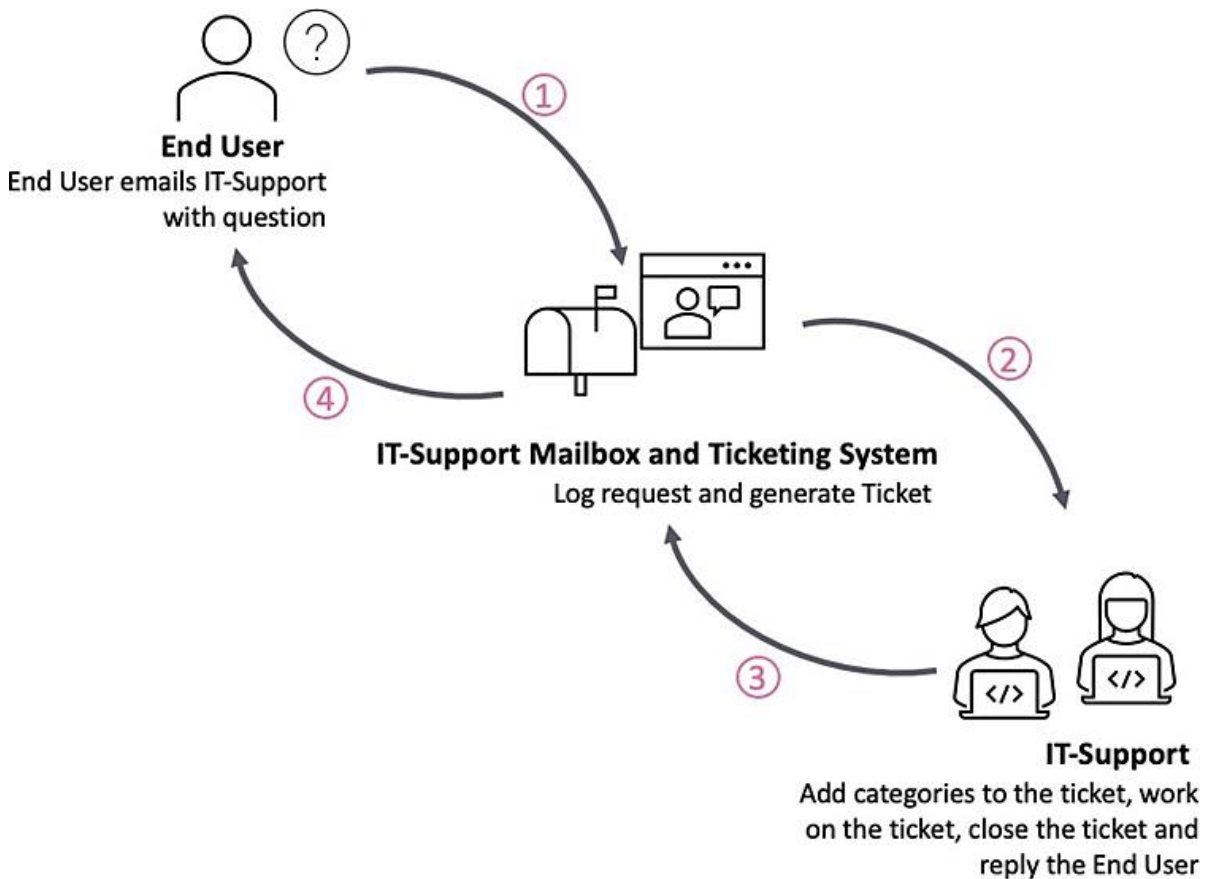 ?
1
End User
End User emails IT-Support
with question
2
4
IT-Support Mailbox and Ticketing System
Log request and generate Ticket
3
</>
</>
IT-Support
Add categories to the ticket, work
on the ticket, close the ticket and
reply the End User